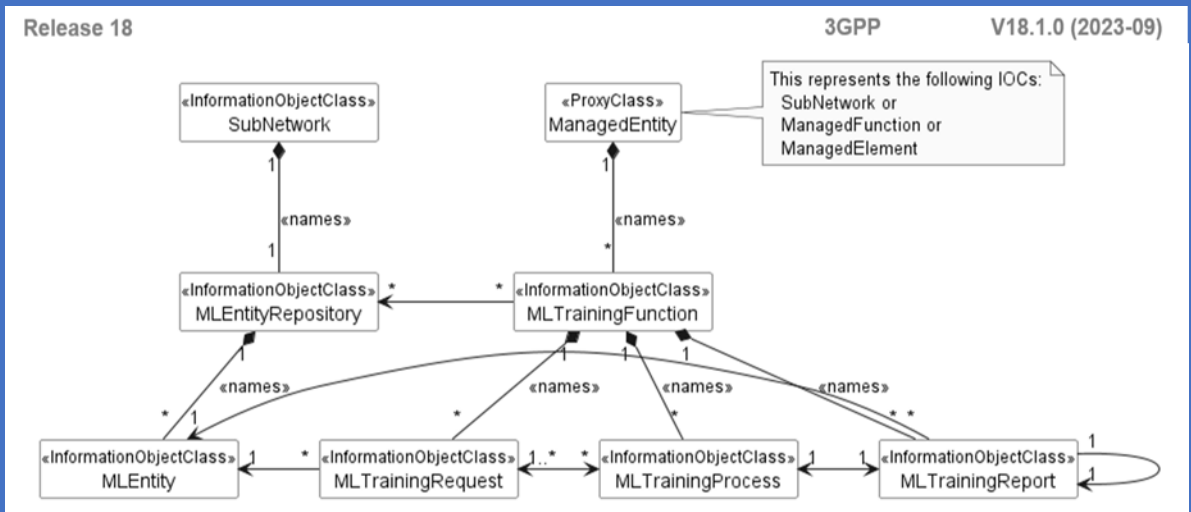 Release 18 3GPP V18.1.0 (2023-09)
«InformationObjectClass»
SubNetwork
«ProxyClass»
ManagedEntity
This represents the following IOCs:
SubNetwork or
ManagedFunction or
ManagedElement
1
1
«names»
«names»
1
*
«InformationObjectClass»
MLEntityRepository
*
*
«InformationObjectClass»
MLTrainingFunction
1
1
1
1
«names»
«names»
«names»
«names»
*
1
*
*
*
*
«InformationObjectClass»
MLEntity
1
*
«InformationObjectClass»
MLTrainingRequest
1..*
*
«InformationObjectClass»
MLTrainingProcess
1
1
«InformationObjectClass»
MLTrainingReport
1
1